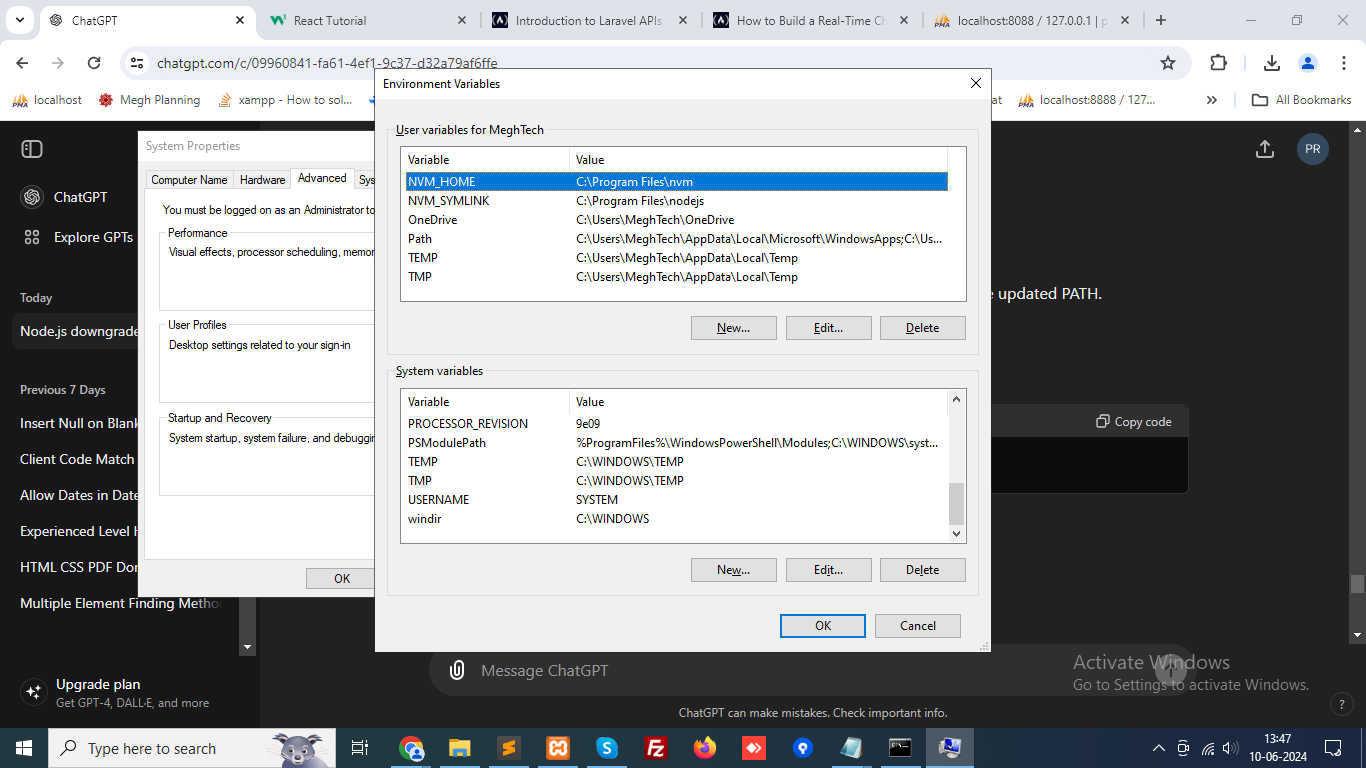 ChatGPT
React Tutorial
Introduction to Laravel APIs
How to Build a Real-Time Ch
localhost:8088 / 127.0.0.1 | p
chatgpt.com/c/09960841-fa61-4ef1-9c37-d32a79af6ffe
localhost
Megh Planning
xampp - How to sol...
at
localhost:8888 / 127...
All Bookmarks
Environment Variables
User variables for MeghTech
Variable Value
NVM_HOME C:\Program Files\nvm
NVM_SYMLINK C:\Program Files\nodejs
OneDrive C:\Users\MeghTech\OneDrive
Path C:\Users\MeghTech\AppData\Local\Microsoft\WindowsApps;C:\Us...
TEMP C:\Users\MeghTech\AppData\Local\Temp
TMP C:\Users\MeghTech\AppData\Local\Temp
New... Edit... Delete
System variables
Variable Value
PROCESSOR_REVISION 9e09
PSModulePath %ProgramFiles%\WindowsPowerShell\Modules;C:\WINDOWS\syst...
TEMP C:\WINDOWS\TEMP
TMP C:\WINDOWS\TEMP
USERNAME SYSTEM
windir C:\WINDOWS
New... Edit... Delete
OK Cancel
System Properties
Computer Name Hardware Advanced Sys
You must be logged on as an Administrator to
Performance
Visual effects, processor scheduling, memor
User Profiles
Desktop settings related to your sign-in
Startup and Recovery
System startup, system failure, and debuggin
OK
ChatGPT
Explore GPTs
Today
Node.js downgrade
Previous 7 Days
Insert Null on Blank
Client Code Match
Allow Dates in Date
Experienced Level H
HTML CSS PDF Don
Multiple Element Finding Metho
Upgrade plan
Get GPT-4, DALL·E, and more
PR
e updated PATH.
Copy code
Message ChatGPT
ChatGPT can make mistakes. Check important info.
Activate Windows
Go to Settings to activate Windows.
?
Type here to search
13:47
10-06-2024